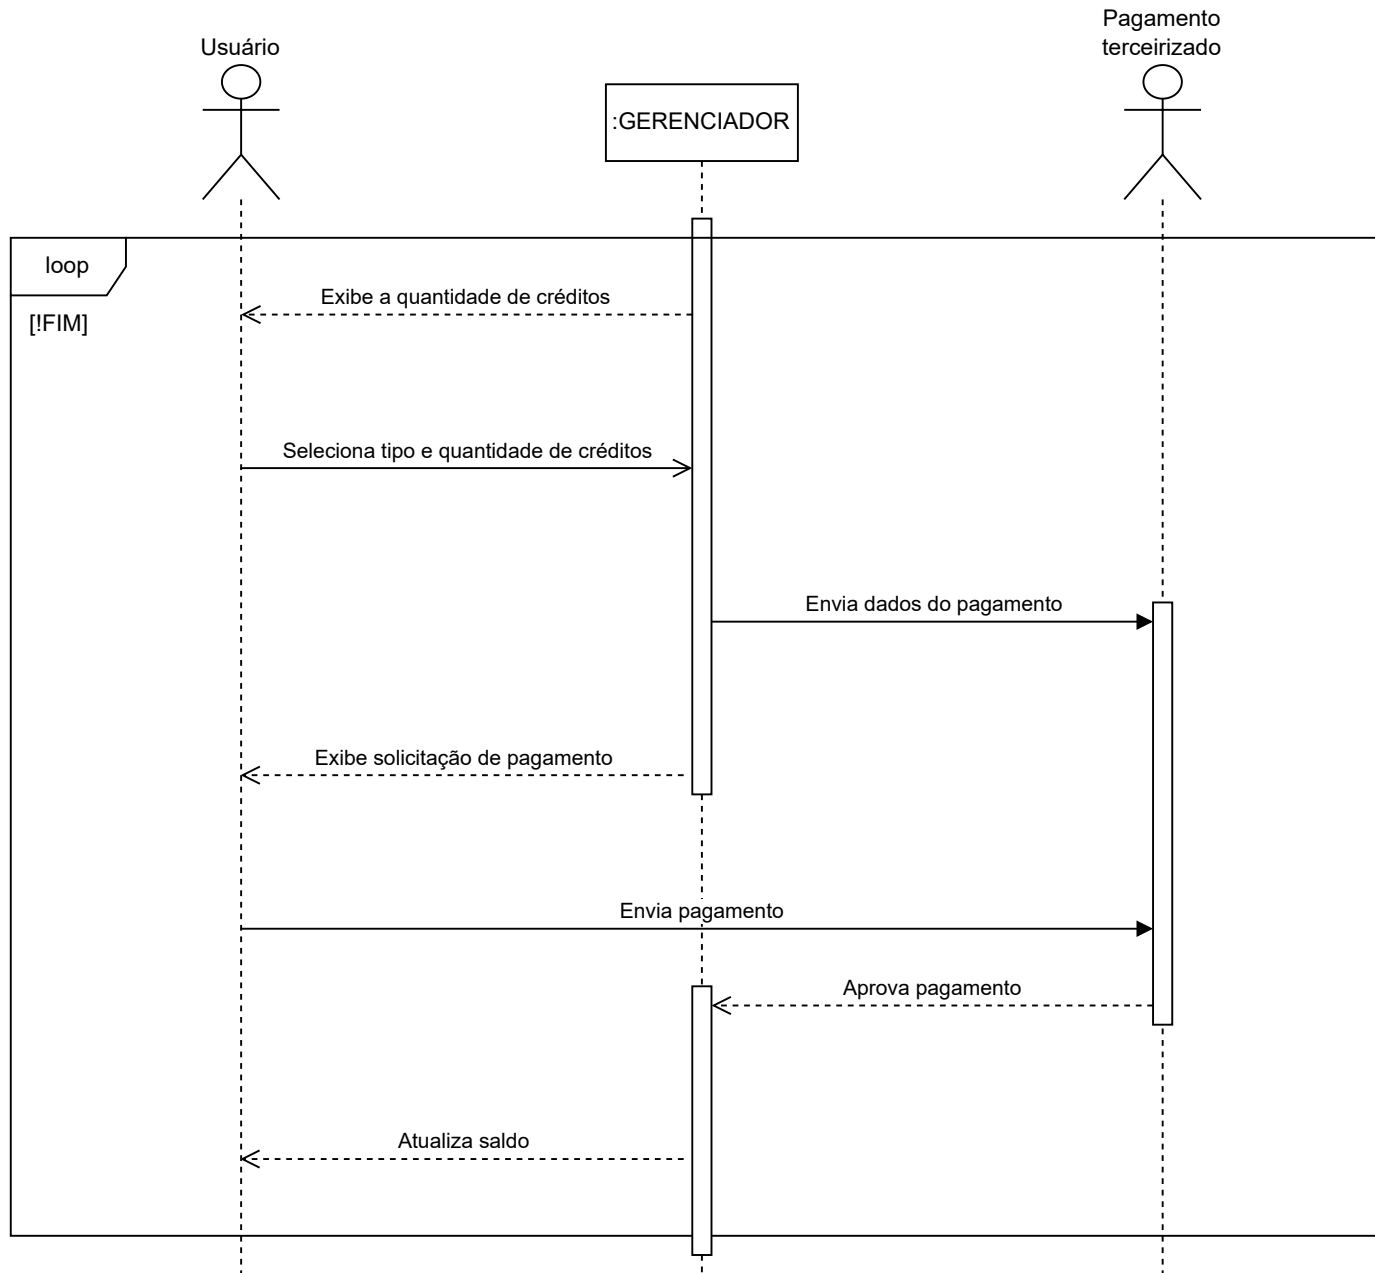 Usuário
Pagamento
terceirizado
:GERENCIADOR
loop
[!FIM]
Exibe a quantidade de créditos
Seleciona tipo e quantidade de créditos
Envia dados do pagamento
Exibe solicitação de pagamento
Envia pagamento
Aprova pagamento
Atualiza saldo